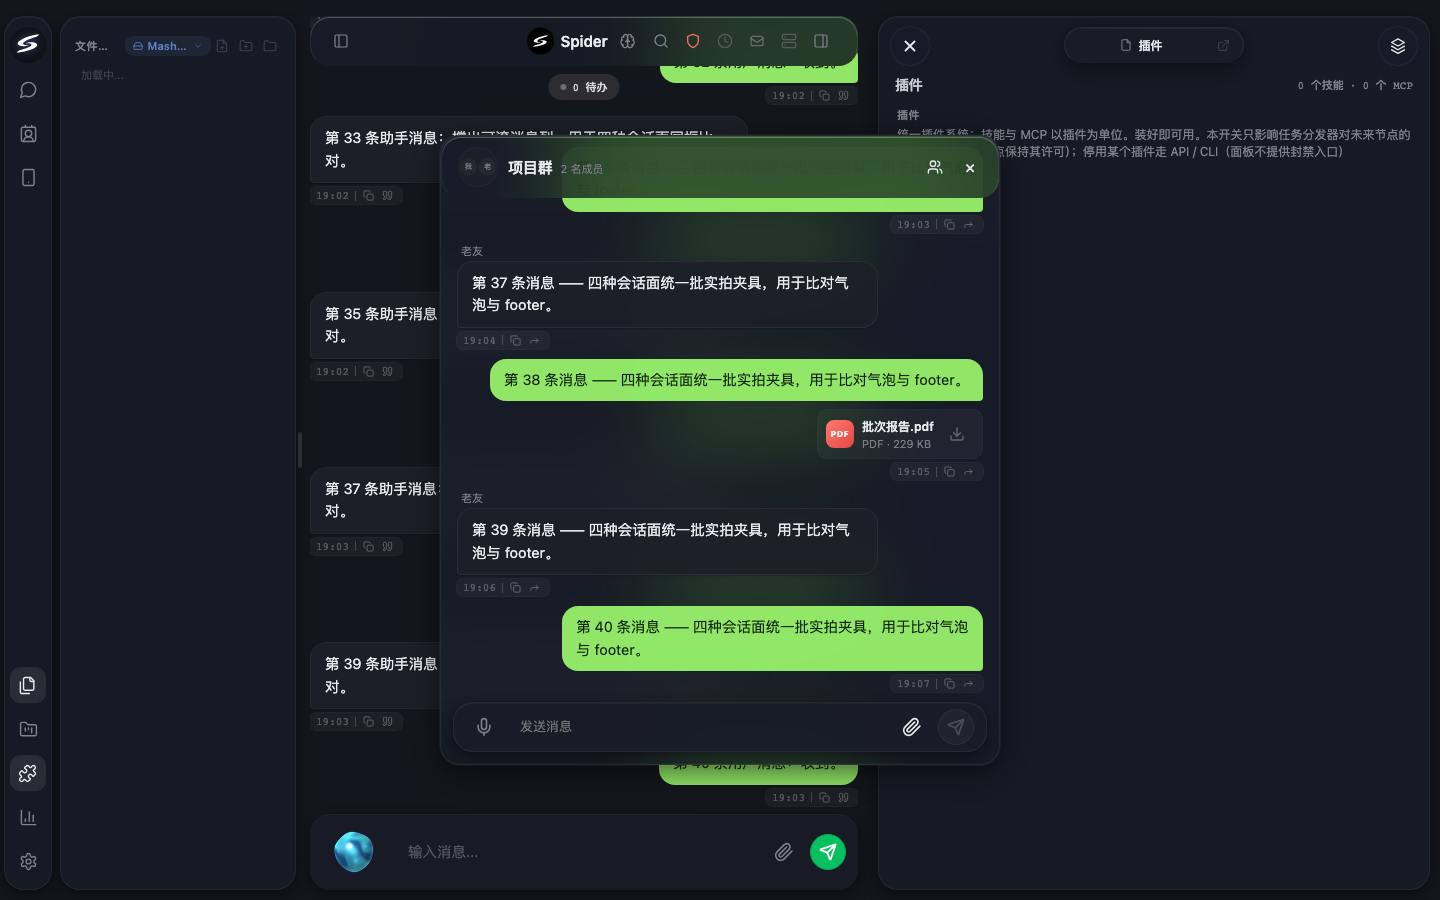 文件...
Mash...
加载中...
Spider
0 待办
19:02
第 33 条助手消息：
对。
19:02
第 35 条助手消息
对。
19:02
第 37 条助手消息
对。
19:03
第 39 条助手消息
对。
19:03
19:03
输入消息...
我
老
项目群
2 名成员
19:03
老友
第 37 条消息 —— 四种会话面统一批实拍夹具，用于比对气
泡与 footer。
19:04
第 38 条消息 —— 四种会话面统一批实拍夹具，用于比对气泡与 footer。
PDF
批次报告.pdf
PDF · 229 KB
19:05
老友
第 39 条消息 —— 四种会话面统一批实拍夹具，用于比对气
泡与 footer。
19:06
第 40 条消息 —— 四种会话面统一批实拍夹具，用于比对气泡
与 footer。
19:07
发送消息
插件
插件
0 个技能 · 0 个 MCP
插件
统一插件系统：技能与 MCP 以插件为单位。装好即可用。本开关只影响任务分发器对未来节点的
点保持其许可）；停用某个插件走 API / CLI（面板不提供封禁入口）